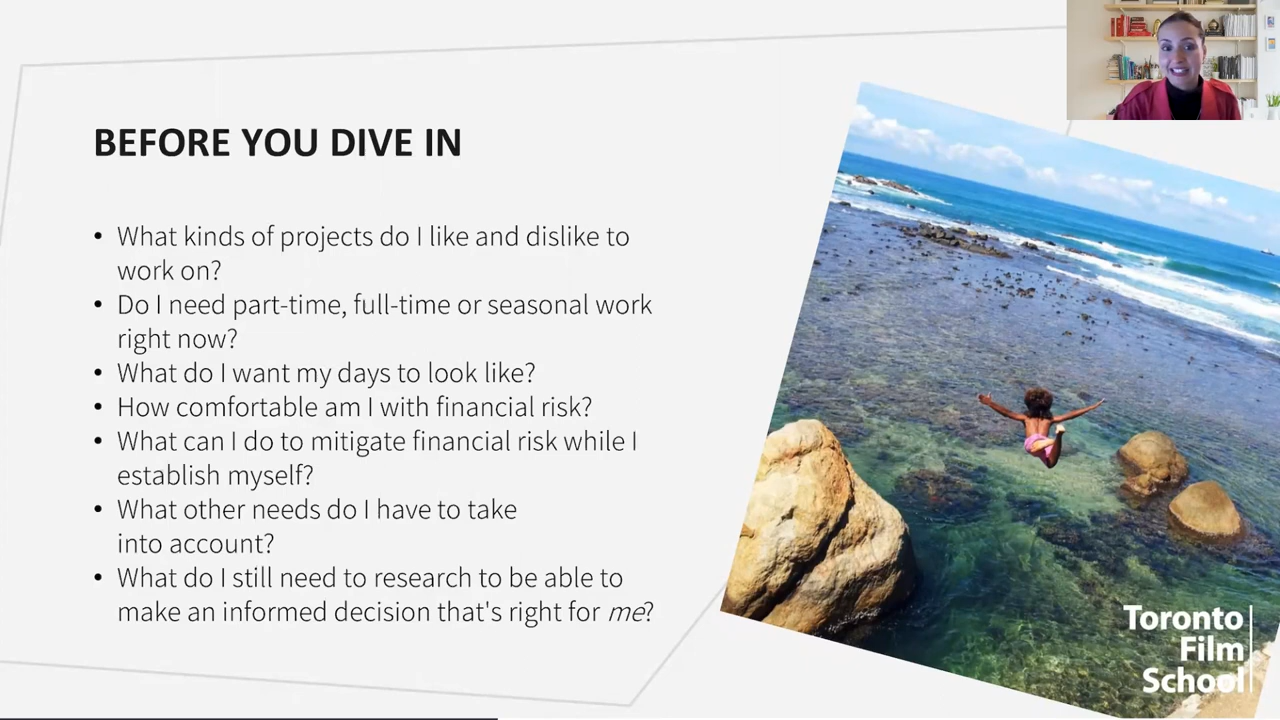 BEFORE YOU DIVE IN
• What kinds of projects do I like and dislike to
work on?
• Do I need part-time, full-time or seasonal work
right now?
• What do I want my days to look like?
• How comfortable am I with financial risk?
• What can I do to mitigate financial risk while I
establish myself?
• What other needs do I have to take
into account?
• What do I still need to research to be able to
make an informed decision that's right for me?
Toronto
Film
School